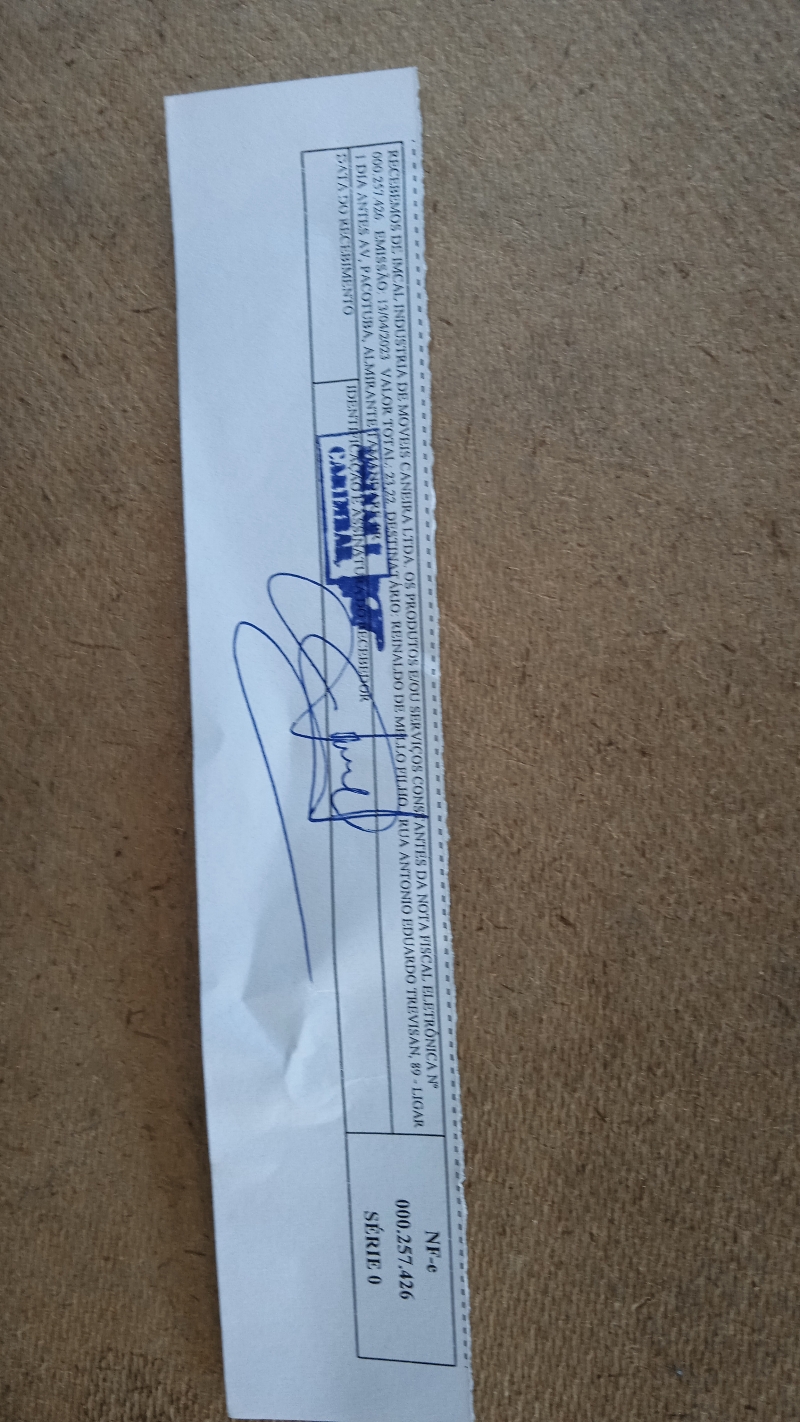 RECEBEMOS DE IMCAL INDUSTRIA DE MOVEIS CANEIRA LTDA, OS PRODUTOS E/OU SERVIÇOS CONSTANTES DA NOTA FISCAL ELETRÔNICA Nº
000.257.426 EMISSÃO: 13/04/2023 VALOR TOTAL: 23,22 DESTINATÁRIO: REINALDO DE MELLO FILHO, RUA ANTONIO EDUARDO TREVISAN, 89 - LIGAR
1 DIA ANTES AV, PACOTUBA, ALMIRANTE
DATA DO RECEBIMENTO
IDENTIFICAÇÃO E ASSINATURA DO RECEBEDOR
CARIMBAR
NF-e
000.257.426
SÉRIE 0